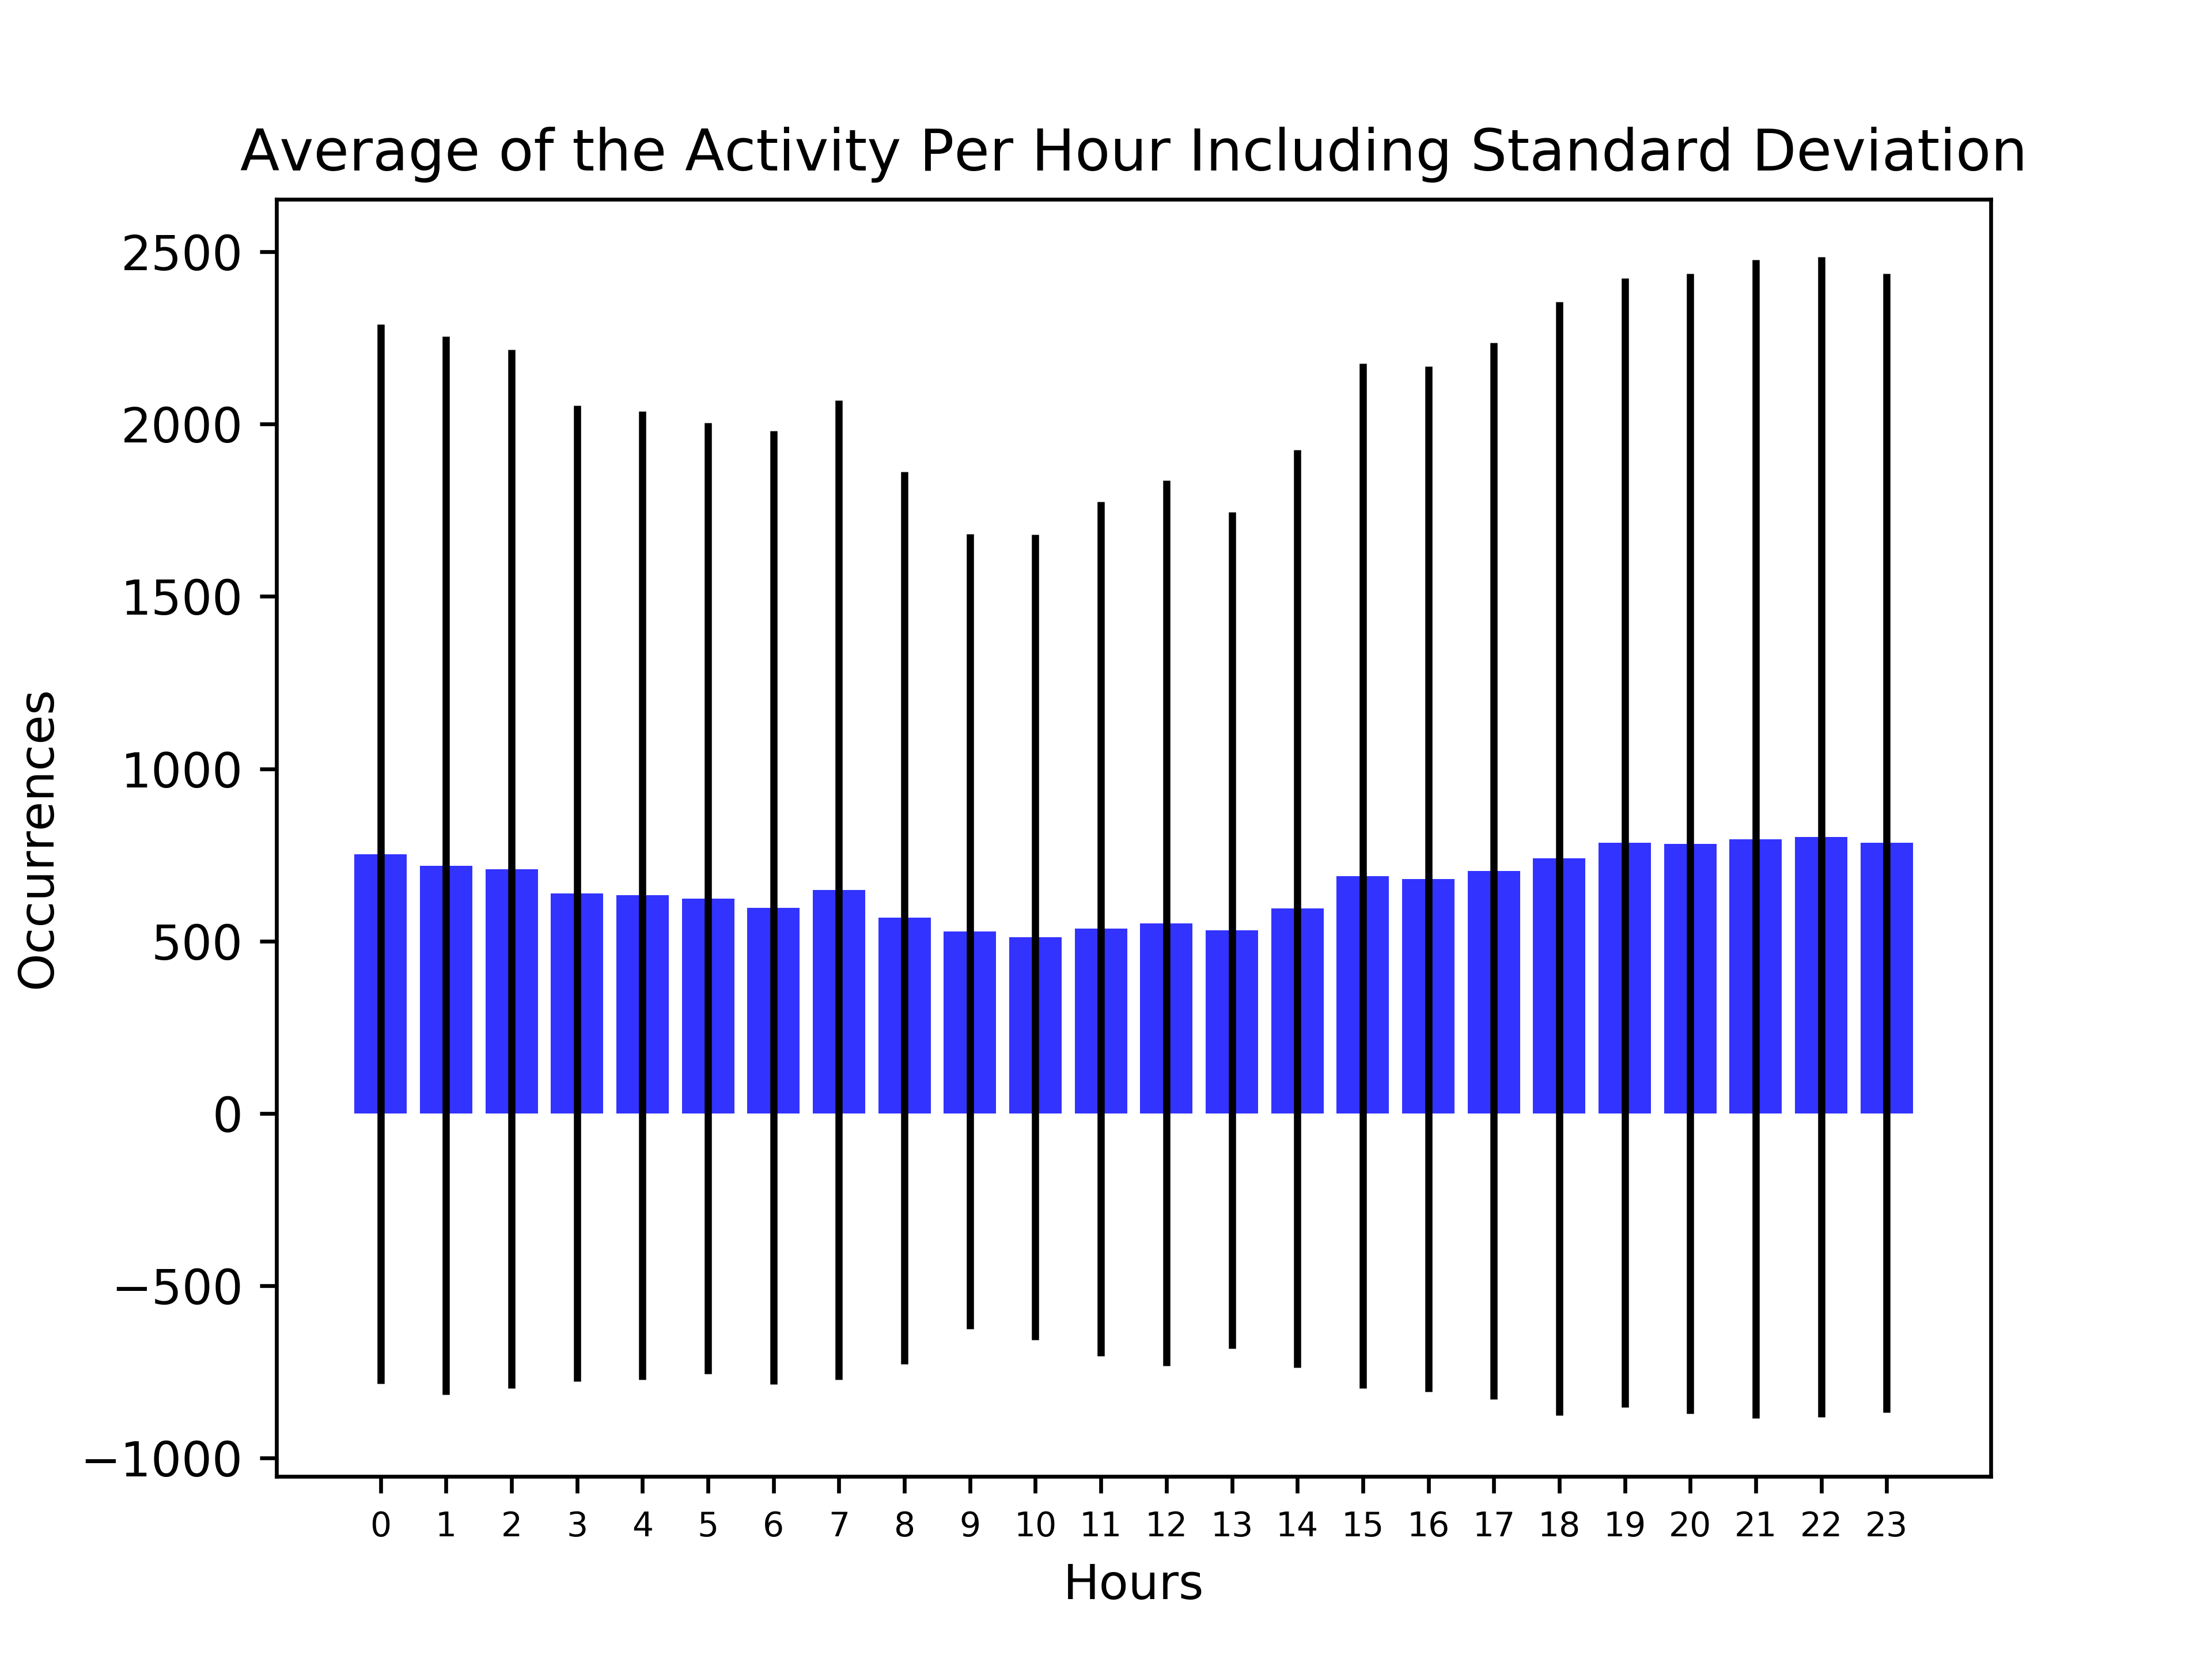 Average of the Activity Per Hour Including Standard Deviation
2500
2000
1500
1000
500
0
−500
−1000
Occurrences
0 1 2 3 4 5 6 7 8 9 10 11 12 13 14 15 16 17 18 19 20 21 22 23
Hours